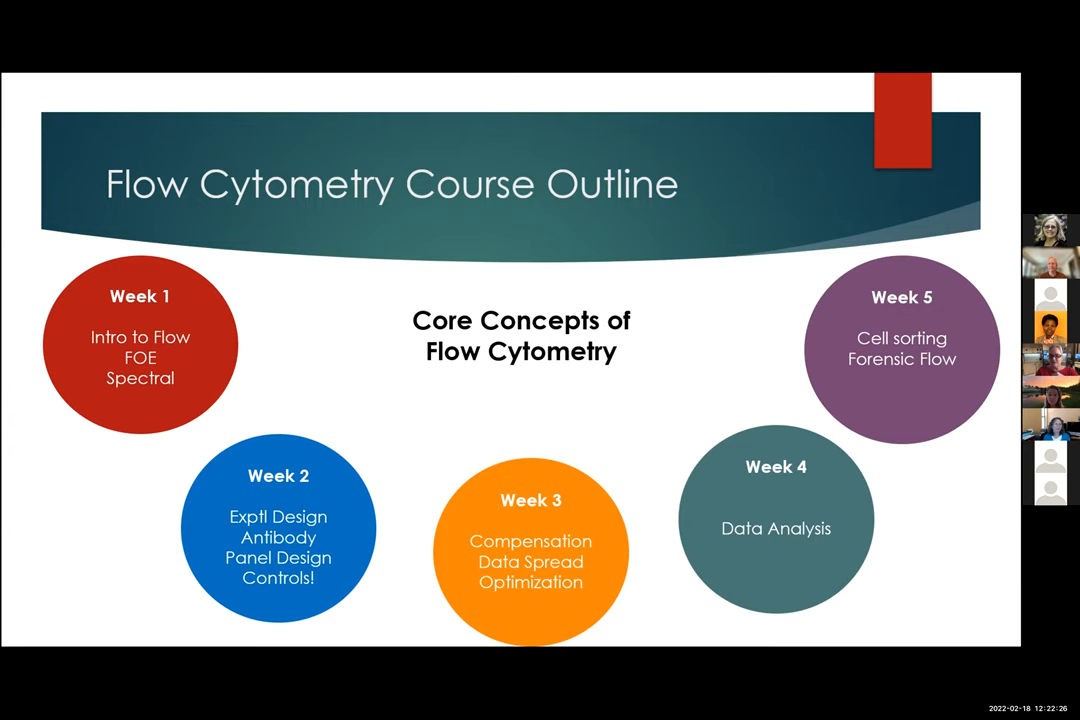 Flow Cytometry Course Outline
Week 1
Intro to Flow
FOE
Spectral
Core Concepts of
Flow Cytometry
Week 5
Cell sorting
Forensic Flow
Week 2
Exptl Design
Antibody
Panel Design
Controls!
Week 3
Compensation
Data Spread
Optimization
Week 4
Data Analysis
2022-02-18 12:22:26